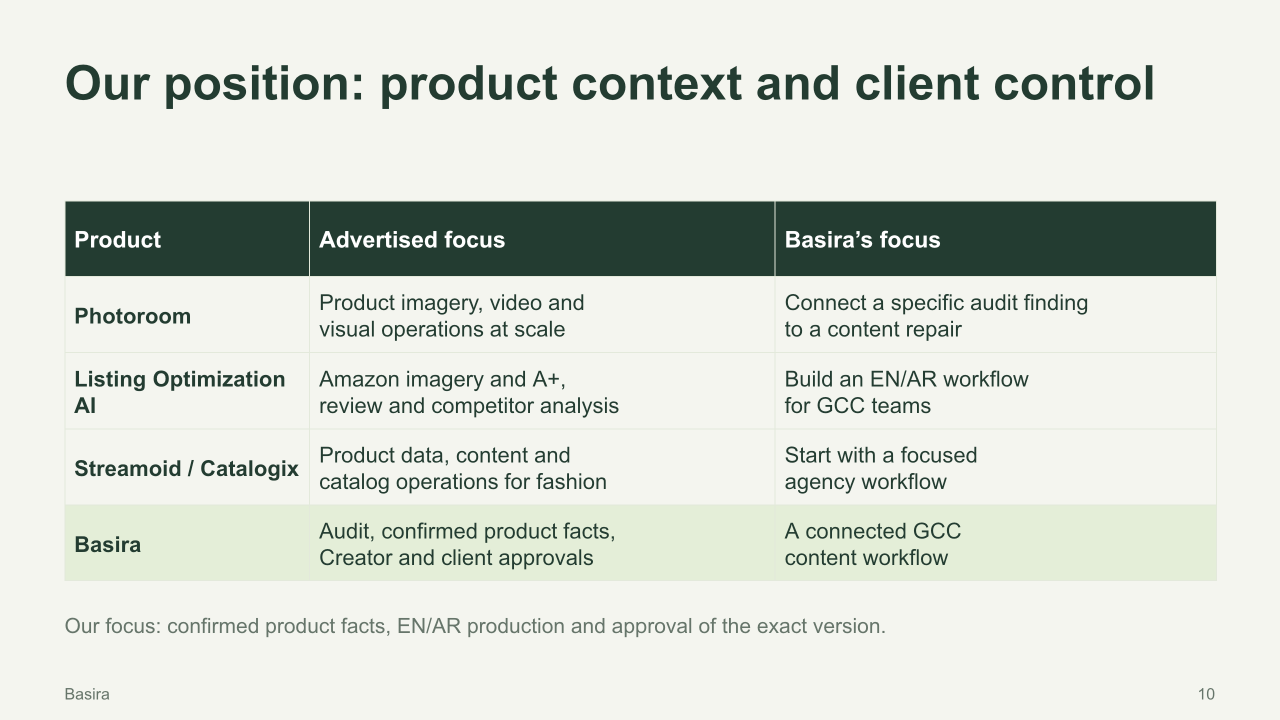 Our position: product context and client control
Product
Advertised focus
Basira’s focus
Photoroom
Product imagery, video and
visual operations at scale
Connect a specific audit finding
to a content repair
Listing Optimization
AI
Amazon imagery and A+,
review and competitor analysis
Build an EN/AR workflow
for GCC teams
Streamoid / Catalogix
Product data, content and
catalog operations for fashion
Start with a focused
agency workflow
Basira
Audit, confirmed product facts,
Creator and client approvals
A connected GCC
content workflow
Our focus: confirmed product facts, EN/AR production and approval of the exact version.
Basira
10